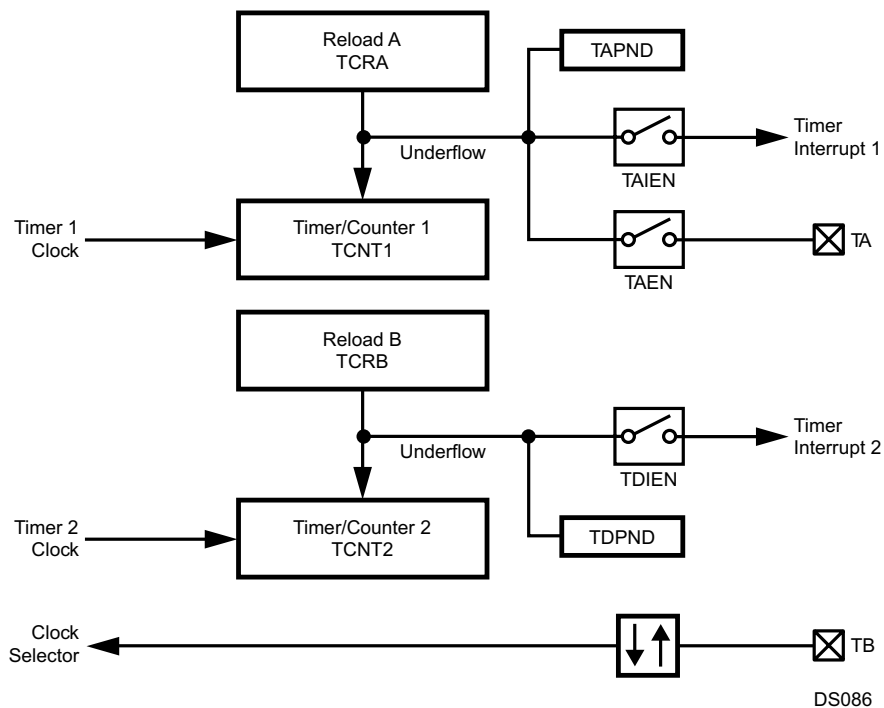 Reload A
TCRA
TAPND
Underflow
Timer
Interrupt 1
TAIEN
Timer 1
Clock
Timer/Counter 1
TCNT1
TA
TAEN
Reload B
TCRB
Underflow
Timer
Interrupt 2
TDIEN
Timer 2
Clock
Timer/Counter 2
TCNT2
TDPND
Clock
Selector
TB
DS086